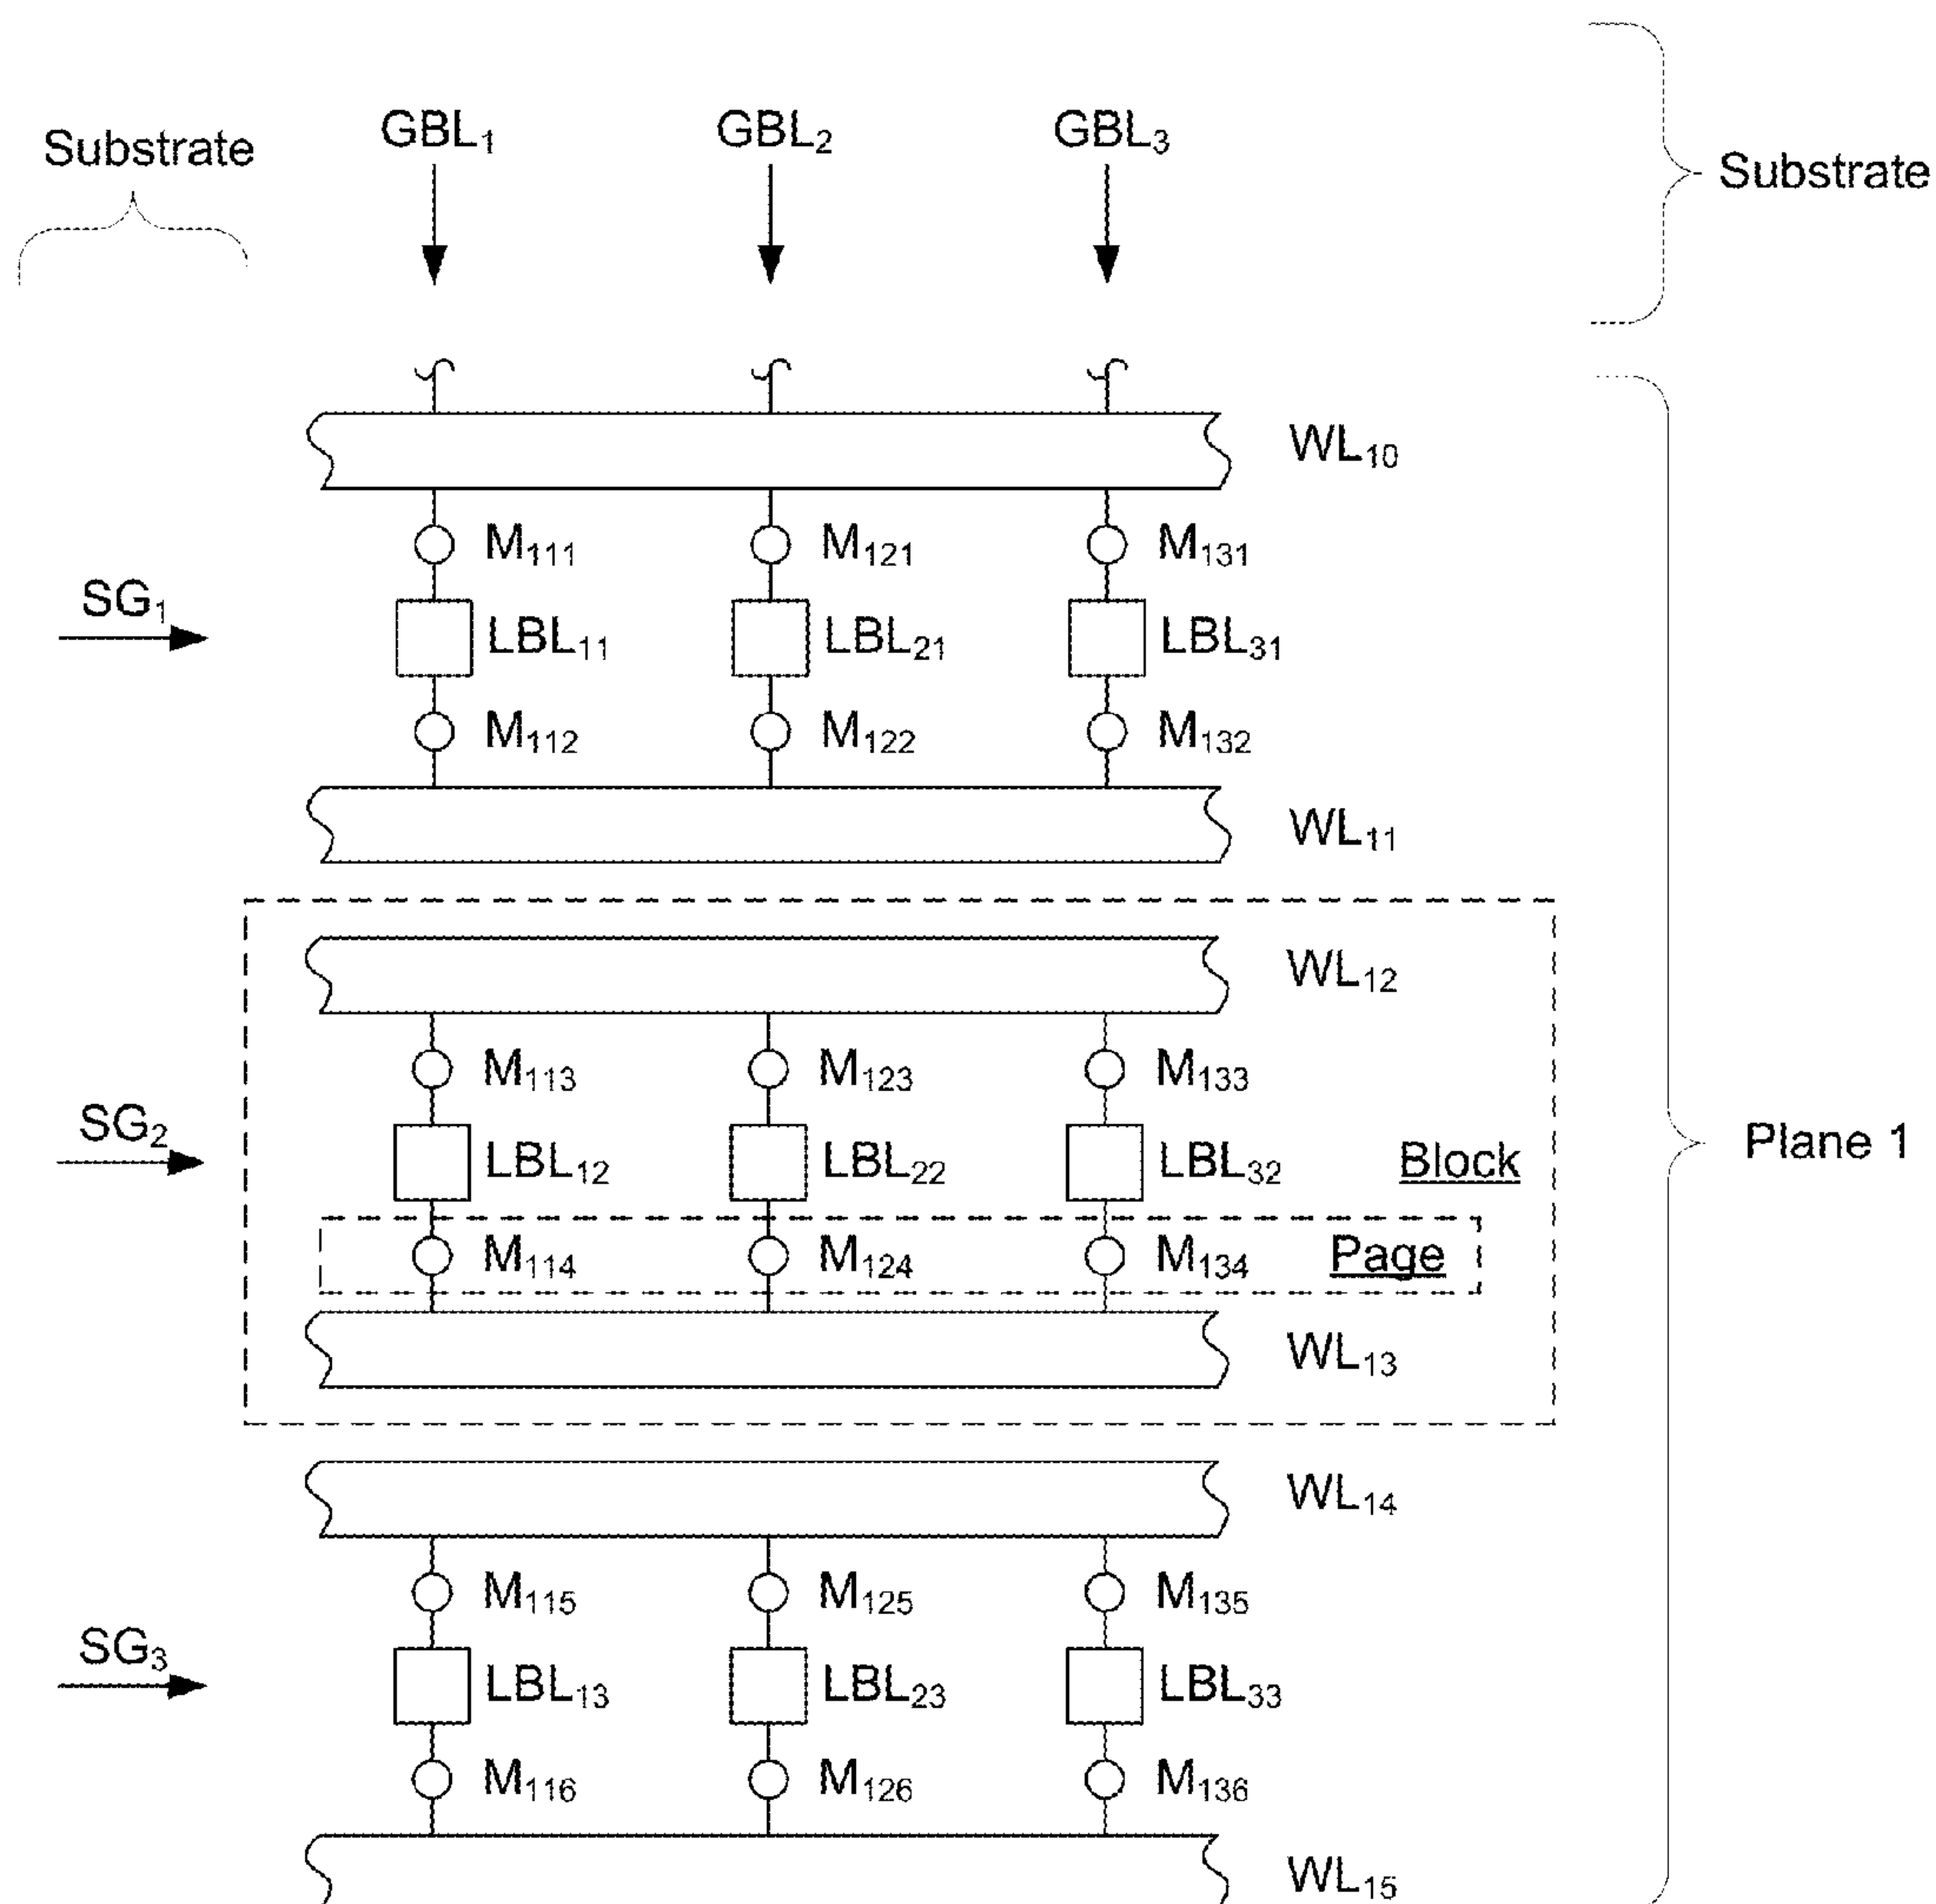 Substrate
GBL₁ GBL₂ GBL₃
Substrate
WL₁₀
M₁₁₁ M₁₂₁ M₁₃₁
SG₁
LBL₁₁ LBL₂₁ LBL₃₁
M₁₁₂ M₁₂₂ M₁₃₂
WL₁₁
WL₁₂
M₁₁₃ M₁₂₃ M₁₃₃
SG₂
LBL₁₂ LBL₂₂ LBL₃₂
Block
Plane 1
M₁₁₄ M₁₂₄ M₁₃₄ Page
WL₁₃
WL₁₄
M₁₁₅ M₁₂₅ M₁₃₅
SG₃
LBL₁₃ LBL₂₃ LBL₃₃
M₁₁₆ M₁₂₆ M₁₃₆
WL₁₅